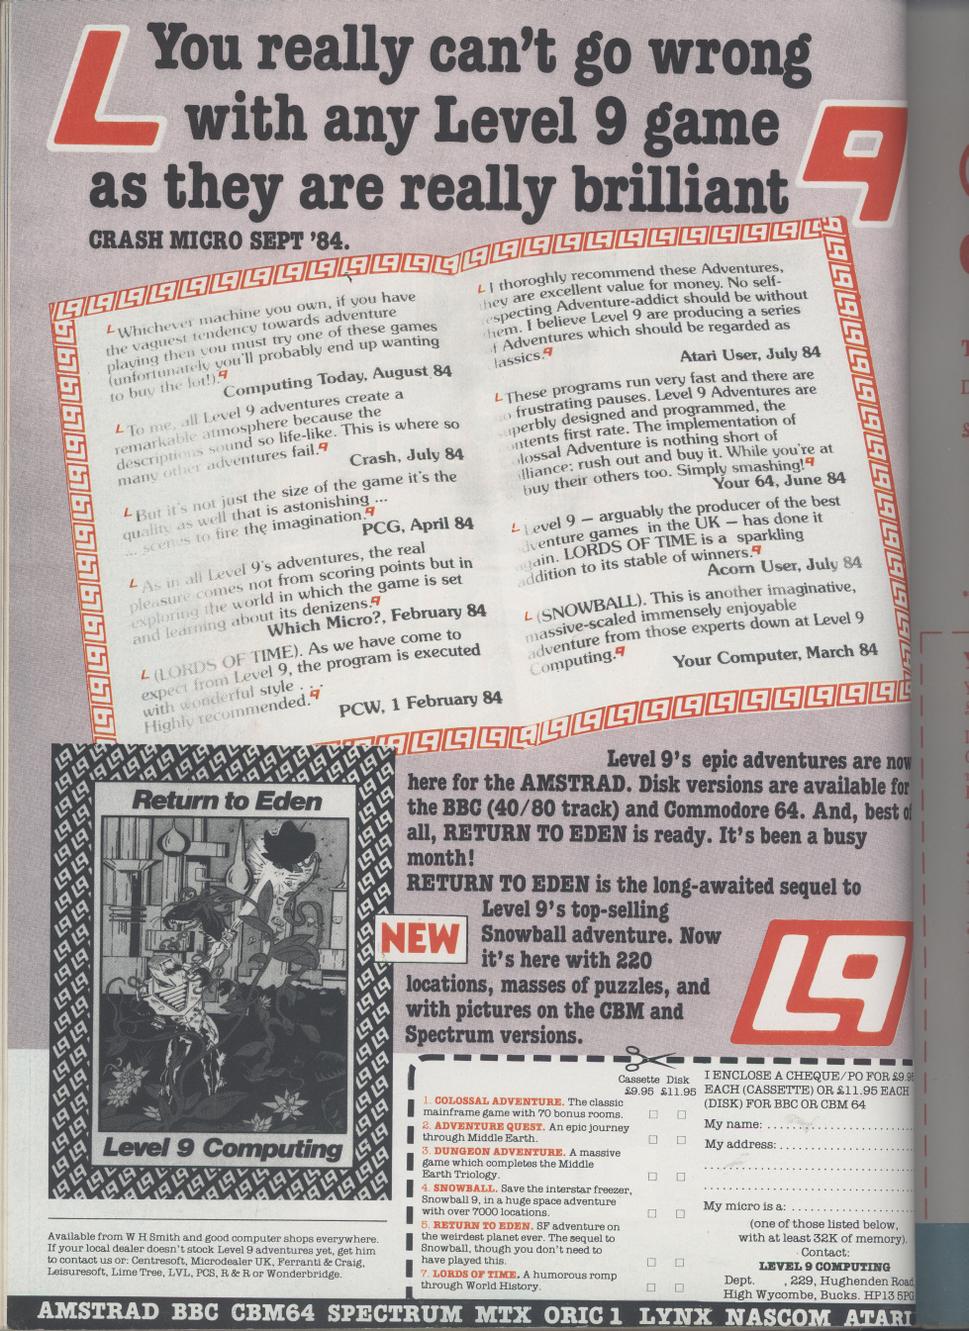 You really can't go wrong
with any Level 9 game
as they are really brilliant
L 9
CRASH MICRO SEPT '84.
Whichever machine you own, if you have
the vaguest tendency towards adventure
playing then you must try one of these games
(unfortunately you'll probably end up wanting
to buy the lot!).
Computing Today, August 84
To me, all Level 9 adventures create a
remarkable atmosphere because the
descriptions sound so life-like. This is where so
many other adventures fail.
Crash, July 84
But it's not just the size of the game it's the
quality as well that is astonishing ...
... scenes to fire the imagination.
PCG, April 84
As in all Level 9's adventures, the real
pleasure comes not from scoring points but in
exploring the world in which the game is set
and learning about its denizens.
Which Micro?, February 84
(LORDS OF TIME). As we have come to
expect from Level 9, the program is executed
with wonderful style . . .
Highly recommended.
PCW, 1 February 84
I thoroghly recommend these Adventures,
they are excellent value for money. No self-
respecting Adventure-addict should be without
them. I believe Level 9 are producing a series
of Adventures which should be regarded as
classics.
Atari User, July 84
These programs run very fast and there are
no frustrating pauses. Level 9 Adventures are
superbly designed and programmed, the
contents first rate. The implementation of
Colossal Adventure is nothing short of
brilliance: rush out and buy it. While you're at
buy their others too. Simply smashing!
Your 64, June 84
Level 9 – arguably the producer of the best
adventure games in the UK – has done it
again. LORDS OF TIME is a sparkling
addition to its stable of winners.
Acorn User, July 84
(SNOWBALL). This is another imaginative,
massive-scaled immensely enjoyable
adventure from those experts down at Level 9
Computing.
Your Computer, March 84
Return to Eden
Level 9 Computing
Level 9's epic adventures are now
here for the AMSTRAD. Disk versions are available for
the BBC (40/80 track) and Commodore 64. And, best of
all, RETURN TO EDEN is ready. It's been a busy
month!
RETURN TO EDEN is the long-awaited sequel to
Level 9's top-selling
Snowball adventure. Now
it's here with 220
locations, masses of puzzles, and
with pictures on the CBM and
Spectrum versions.
NEW
L9
Cassette Disk
£9.95 £11.95
1. COLOSSAL ADVENTURE. The classic
mainframe game with 70 bonus rooms.
2. ADVENTURE QUEST. An epic journey
through Middle Earth.
3. DUNGEON ADVENTURE. A massive
game which completes the Middle
Earth Triology.
4. SNOWBALL. Save the interstar freezer,
Snowball 9, in a huge space adventure
with over 7000 locations.
5. RETURN TO EDEN. SF adventure on
the weirdest planet ever. The sequel to
Snowball, though you don't need to
have played this.
7. LORDS OF TIME. A humorous romp
through World History.
I ENCLOSE A CHEQUE/PO FOR £9.95
EACH (CASSETTE) OR £11.95 EACH
(DISK) FOR BBC OR CBM 64
My name:
My address:
My micro is a:
(one of those listed below,
with at least 32K of memory).
Contact:
LEVEL 9 COMPUTING
Dept. , 229, Hughenden Road
High Wycombe, Bucks. HP13 5PG
Available from W H Smith and good computer shops everywhere.
If your local dealer doesn't stock Level 9 adventures yet, get him
to contact us or: Centresoft, Microdealer UK, Ferranti & Craig,
Leisuresoft, Lime Tree, LVL, PCS, R & R or Wonderbridge.
AMSTRAD BBC CBM64 SPECTRUM MTX ORIC 1 LYNX NASCOM ATARI